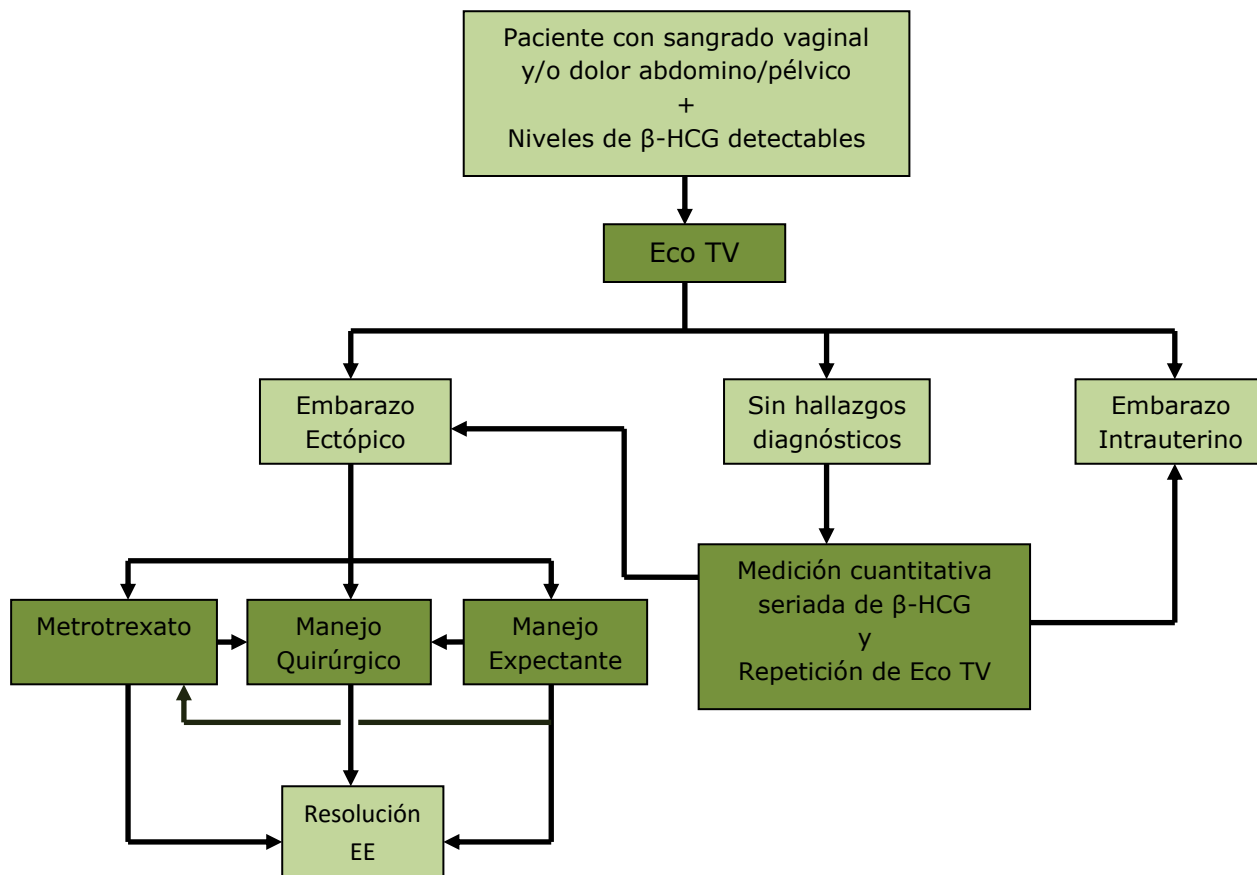 Paciente con sangrado vaginal
y/o dolor abdomino/pélvico
+
Niveles de β-HCG detectables
Eco TV
Embarazo
Ectópico
Sin hallazgos
diagnósticos
Embarazo
Intrauterino
Medición cuantitativa
seriada de β-HCG
y
Repetición de Eco TV
Metrotrexato
Manejo
Quirúrgico
Manejo
Expectante
Resolución
EE